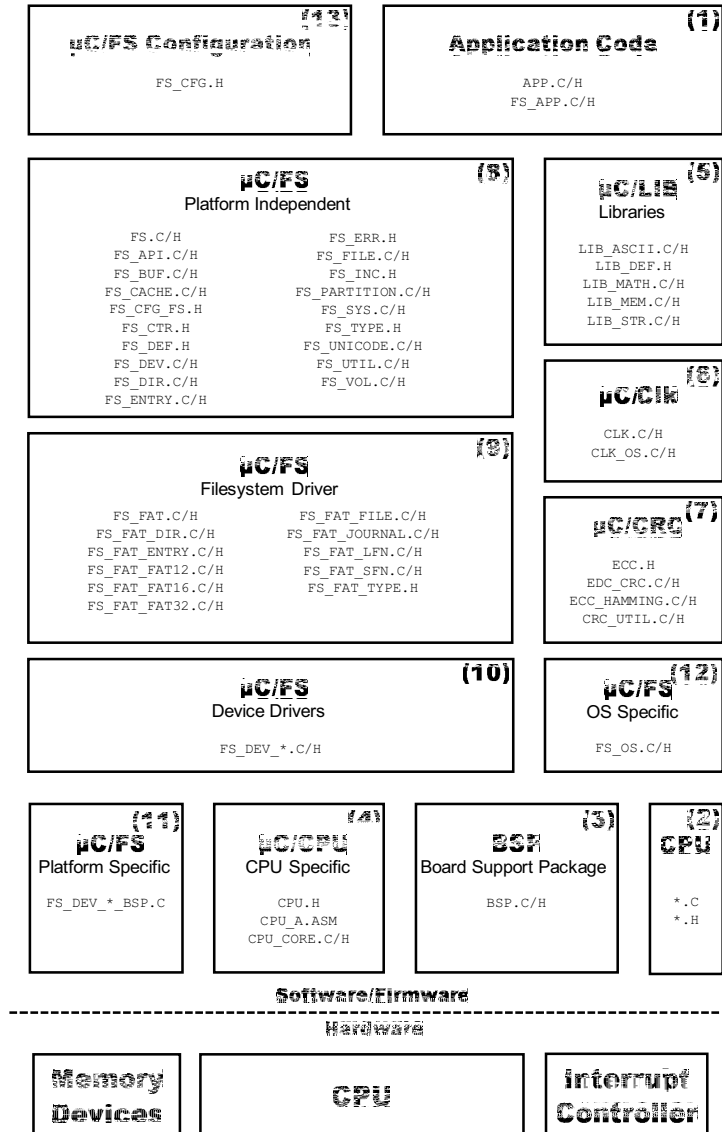 (13)
µC/FS Configuration
FS_CFG.H
(1)
Application Code
APP.C/H
FS_APP.C/H
(8)
µC/FS
Platform Independent
FS.C/H
FS_API.C/H
FS_BUF.C/H
FS_CACHE.C/H
FS_CFG_FS.H
FS_CTR.H
FS_DEF.H
FS_DEV.C/H
FS_DIR.C/H
FS_ENTRY.C/H
FS_ERR.H
FS_FILE.C/H
FS_INC.H
FS_PARTITION.C/H
FS_SYS.C/H
FS_TYPE.H
FS_UNICODE.C/H
FS_UTIL.C/H
FS_VOL.C/H
(5)
µC/LIB
Libraries
LIB_ASCII.C/H
LIB_DEF.H
LIB_MATH.C/H
LIB_MEM.C/H
LIB_STR.C/H
(6)
µC/Clk
CLK.C/H
CLK_OS.C/H
(9)
µC/FS
Filesystem Driver
FS_FAT.C/H
FS_FAT_DIR.C/H
FS_FAT_ENTRY.C/H
FS_FAT_FAT12.C/H
FS_FAT_FAT16.C/H
FS_FAT_FAT32.C/H
FS_FAT_FILE.C/H
FS_FAT_JOURNAL.C/H
FS_FAT_LFN.C/H
FS_FAT_SFN.C/H
FS_FAT_TYPE.H
(7)
µC/CRC
ECC.H
EDC_CRC.C/H
ECC_HAMMING.C/H
CRC_UTIL.C/H
(10)
µC/FS
Device Drivers
FS_DEV_*.C/H
(12)
µC/FS
OS Specific
FS_OS.C/H
(11)
µC/FS
Platform Specific
FS_DEV_*_BSP.C
(4)
µC/CPU
CPU Specific
CPU.H
CPU_A.ASM
CPU_CORE.C/H
(3)
BSP
Board Support Package
BSP.C/H
(2)
CPU
*.C
*.H
Software/Firmware
Hardware
Memory
Devices
CPU
Interrupt
Controller